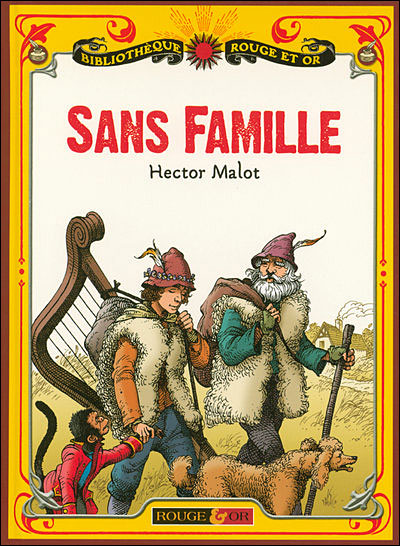 BIBLIOTHÈQUE ROUGE ET OR
SANS FAMILLE
Hector Malot
ROUGE & OR